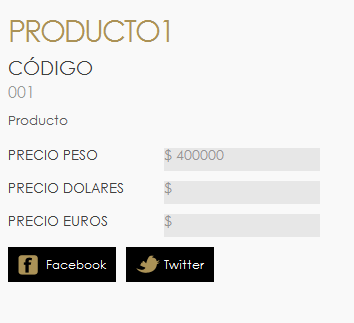 PRODUCTO1
CÓDIGO
001
Producto
PRECIO PESO $ 400000
PRECIO DOLARES $
PRECIO EUROS $
Facebook Twitter